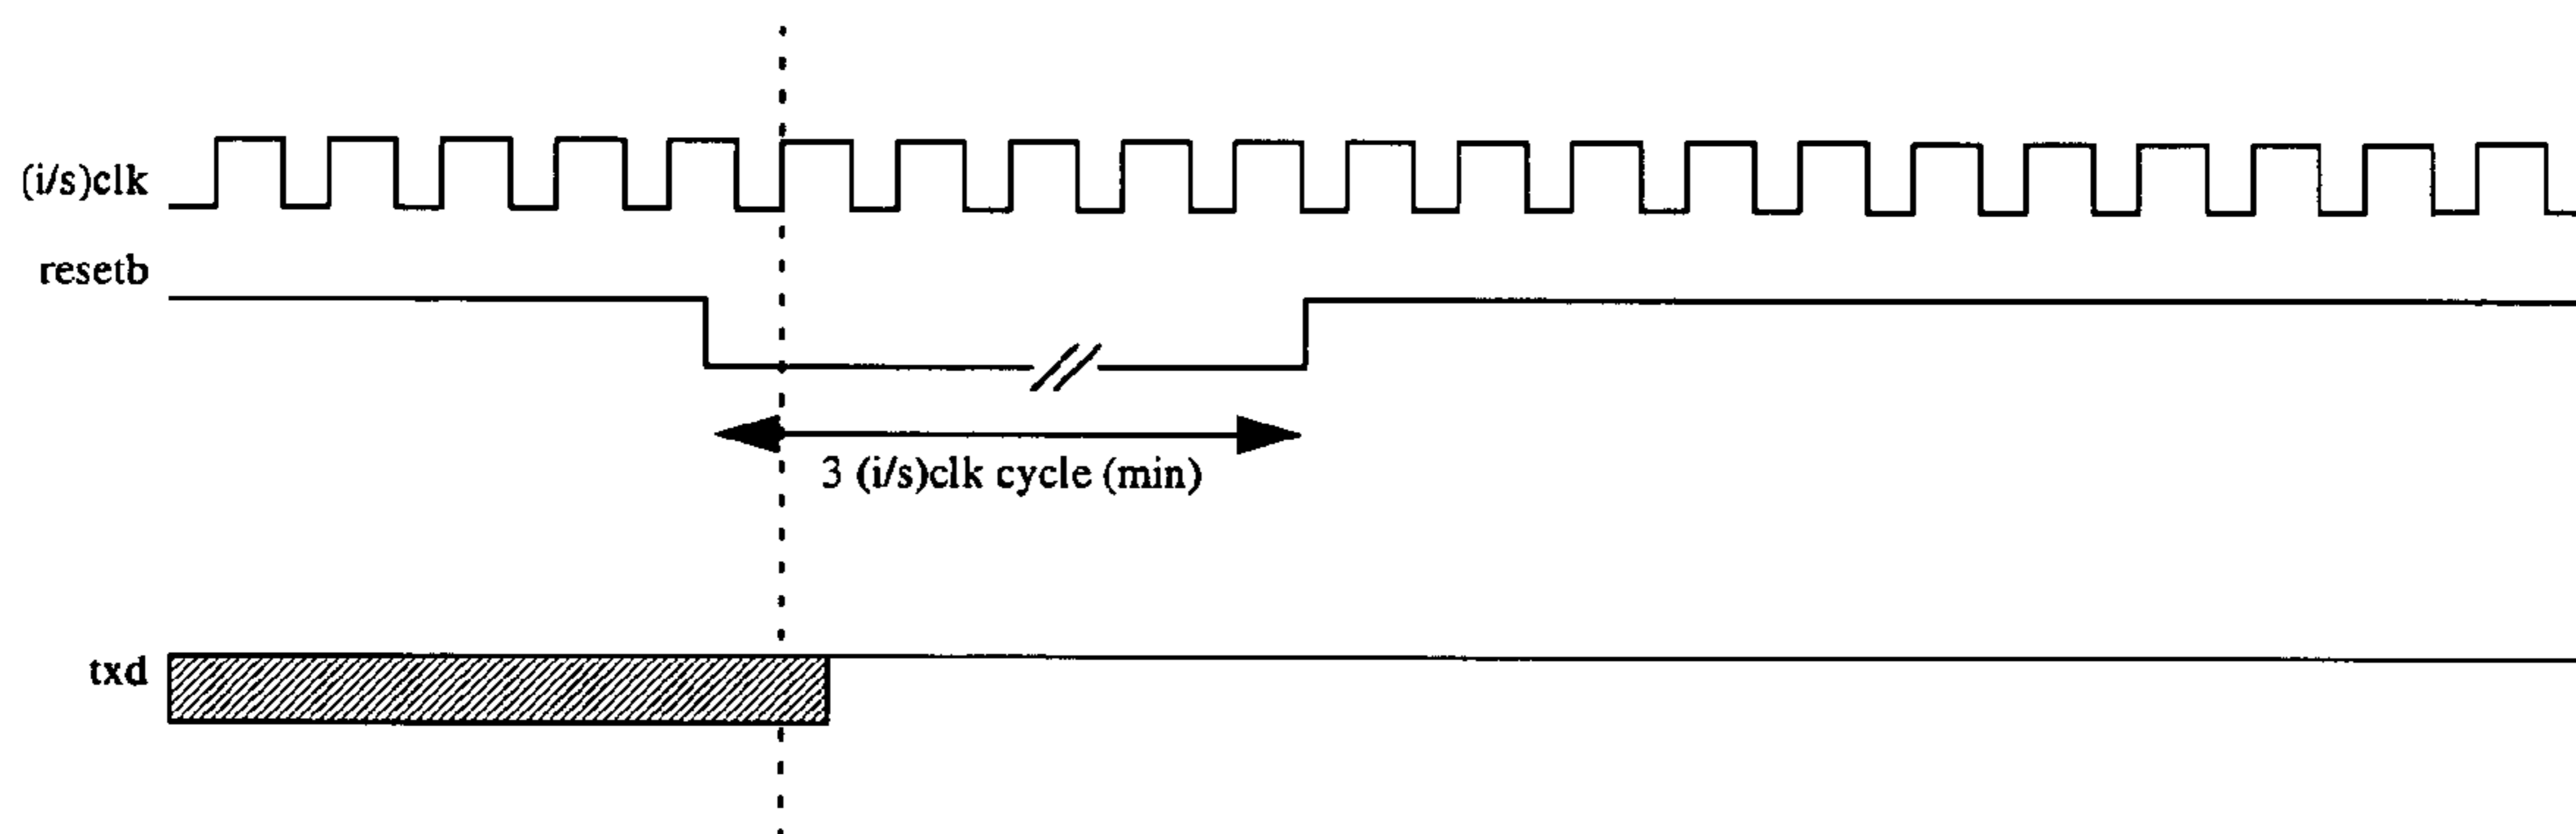 (i/s)clk
resetb
3 (i/s)clk cycle (min)
txd